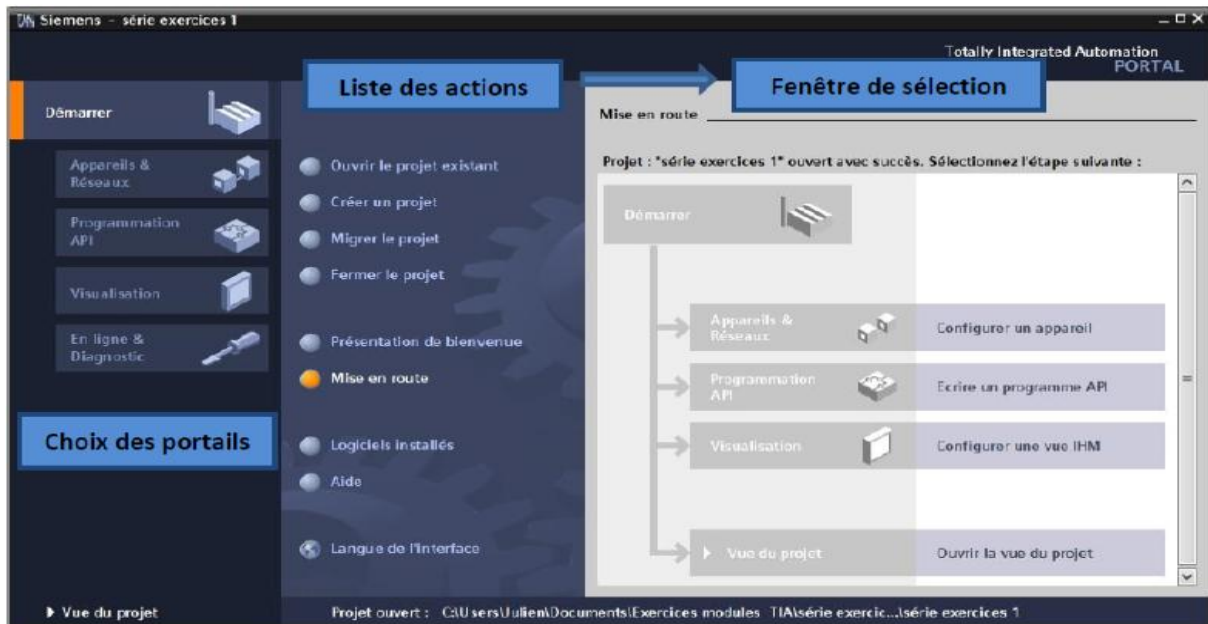 Siemens - série exercices 1
Totally Integrated Automation
PORTAL
Liste des actions
Fenêtre de sélection
Démarrer
Appareils &
Réseaux
Programmation
API
Visualisation
En ligne &
Diagnostic
Choix des portails
Vue du projet
Ouvrir le projet existant
Créer un projet
Migrer le projet
Fermer le projet
Présentation de bienvenue
Mise en route
Logiciels installés
Aide
Langue de l'interface
Mise en route
Projet : "série exercices 1" ouvert avec succès. Sélectionnez l'étape suivante :
Démarrer
Appareils &
Réseaux
Configurer un appareil
Programmation
API
Ecrire un programme API
Visualisation
Configurer une vue IHM
Vue du projet
Ouvrir la vue du projet
Projet ouvert : C:\Users\Julien\Documents\Exercices modules TIA\série exercic...\série exercices 1